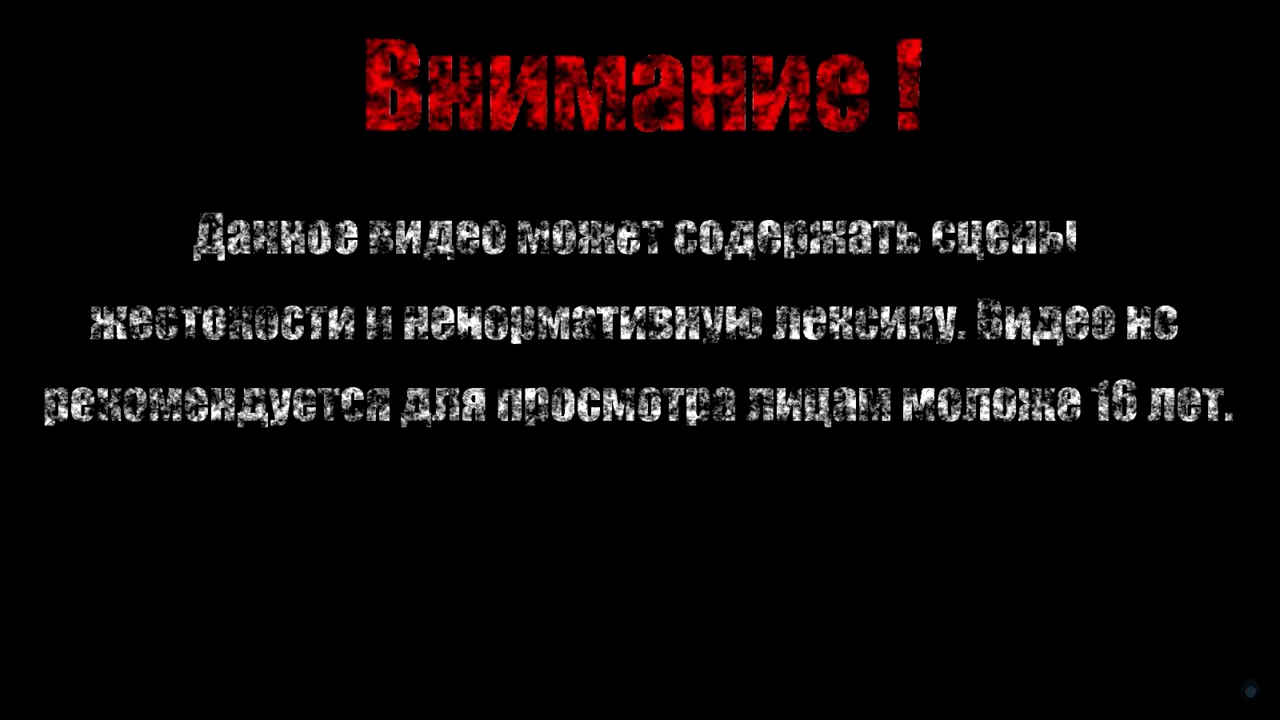 Внимание !
Данное видео может содержать сцены
жестокости и ненормативную лексику. Видео не
рекомендуется для просмотра лицам моложе 16 лет.